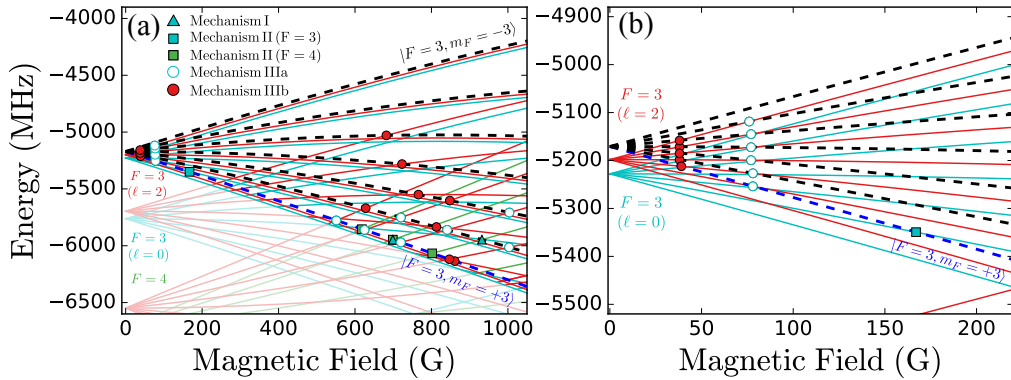 (a)
Mechanism I
Mechanism II (F = 3)
Mechanism II (F = 4)
Mechanism IIIa
Mechanism IIIb
|F = 3, m_F = −3⟩
−4000
−4500
−5000
−5500
−6000
−6500
Energy (MHz)
F = 3
(ℓ = 2)
F = 3
(ℓ = 0)
F = 4
|F = 3, m_F = +3⟩
0 200 400 600 800 1000
Magnetic Field (G)
(b)
−4900
−5000
−5100
−5200
−5300
−5400
−5500
F = 3
(ℓ = 2)
F = 3
(ℓ = 0)
|F = 3, m_F = +3⟩
0 50 100 150 200
Magnetic Field (G)